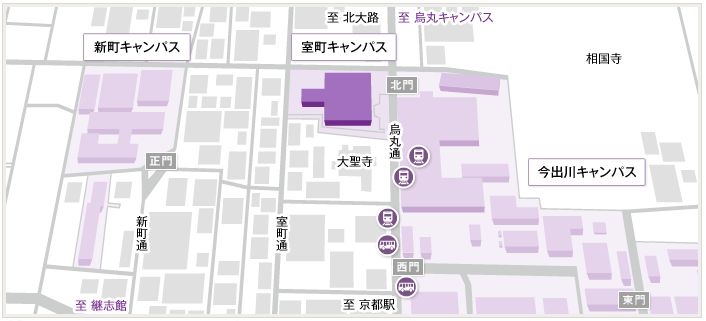 至 北大路
至 烏丸キャンパス
新町キャンパス
室町キャンパス
相国寺
北門
烏丸通
正門
大聖寺
今出川キャンパス
新町通
室町通
西門
至 継志館
至 京都駅
東門